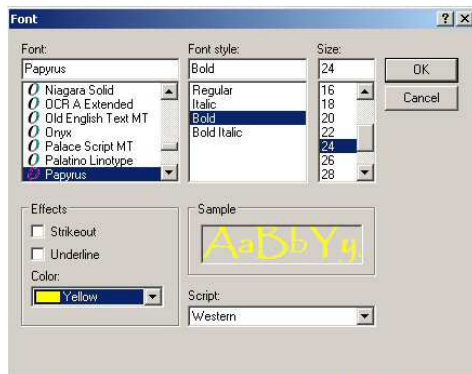 Font
Font:
Papyrus
Niagara Solid
OCR A Extended
Old English Text MT
Onyx
Palace Script MT
Palatino Linotype
Papyrus
Font style:
Bold
Regular
Italic
Bold
Bold Italic
Size:
24
16
18
20
22
24
26
28
OK
Cancel
Effects
Strikeout
Underline
Color:
Yellow
Sample
AaBbYy
Script:
Western